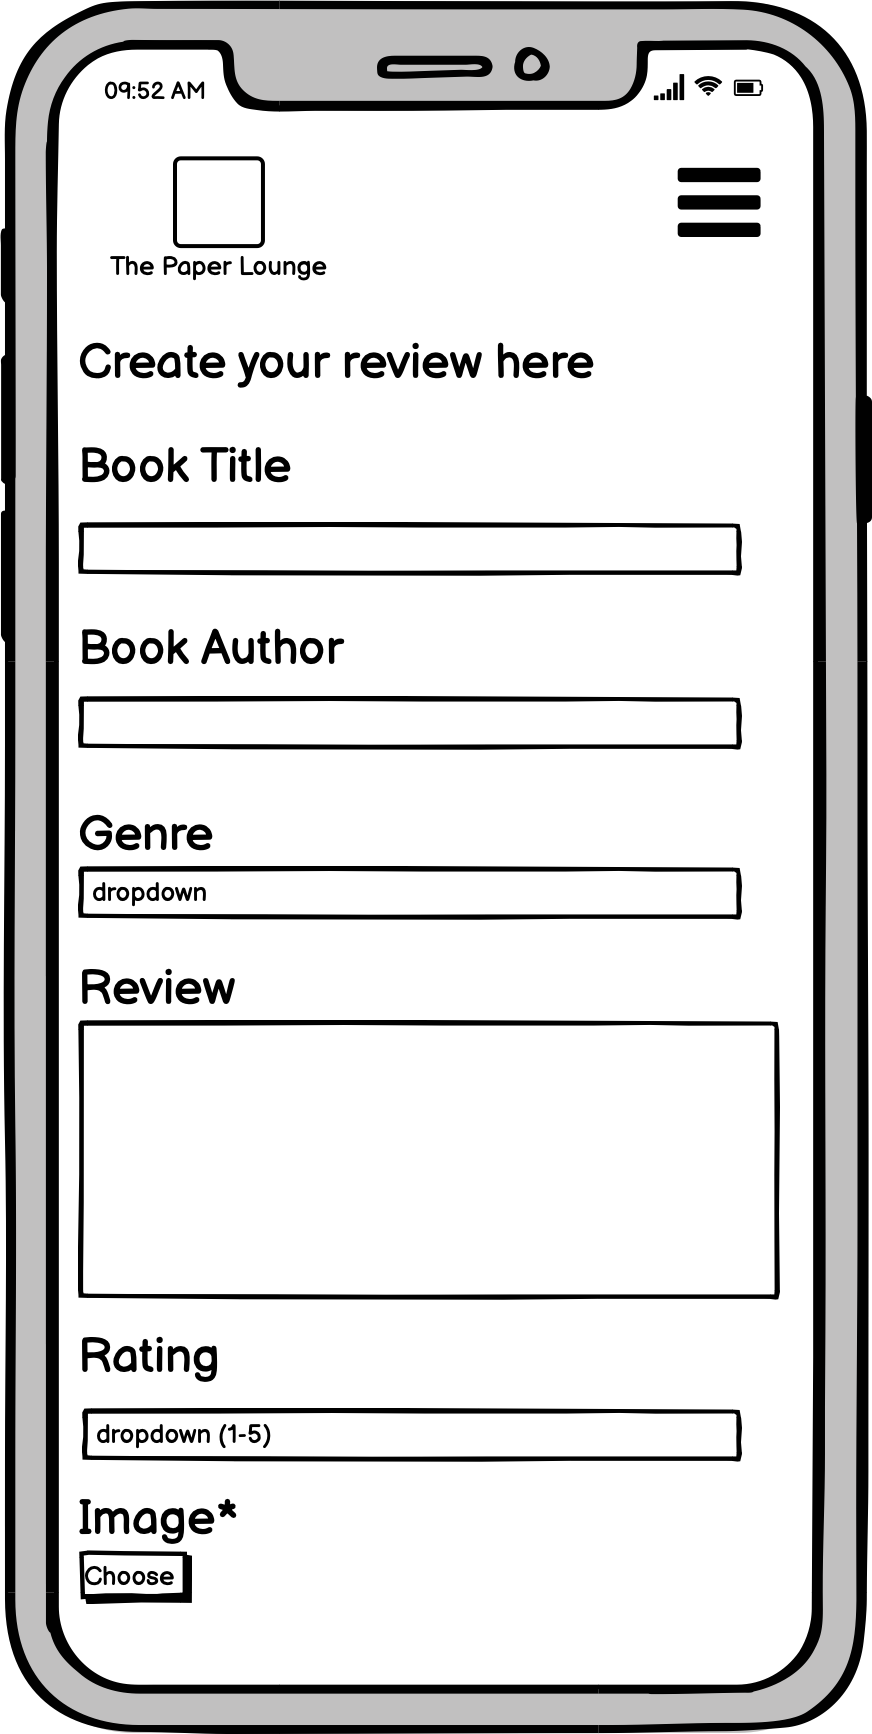 09:52 AM
The Paper Lounge
Create your review here
Book Title
Book Author
Genre
dropdown
Review
Rating
dropdown (1-5)
Image*
Choose